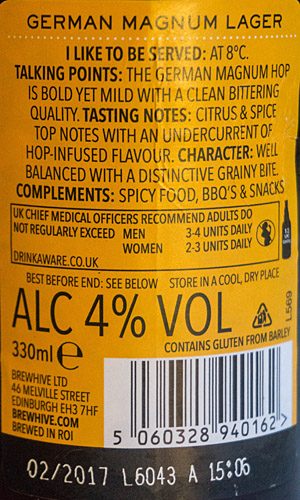 GERMAN MAGNUM LAGER
I LIKE TO BE SERVED: AT 8ºC.
TALKING POINTS: THE GERMAN MAGNUM HOP
IS BOLD YET MILD WITH A CLEAN BITTERING
QUALITY. TASTING NOTES: CITRUS & SPICE
TOP NOTES WITH AN UNDERCURRENT OF
HOP-INFUSED FLAVOUR. CHARACTER: WELL
BALANCED WITH A DISTINCTIVE GRAINY BITE.
COMPLEMENTS: SPICY FOOD, BBQ'S & SNACKS
UK CHIEF MEDICAL OFFICERS RECOMMEND ADULTS DO
NOT REGULARLY EXCEED MEN 3-4 UNITS DAILY
WOMEN 2-3 UNITS DAILY
DRINKAWARE.CO.UK
BEST BEFORE END: SEE BELOW STORE IN A COOL, DRY PLACE
ALC 4% VOL
L569
330ml e
CONTAINS GLUTEN FROM BARLEY
BREWHIVE LTD
46 MELVILLE STREET
EDINBURGH EH3 7HF
BREWHIVE.COM
BREWED IN ROI
5 060328 940162 >
02/2017 L6043 A 15:06